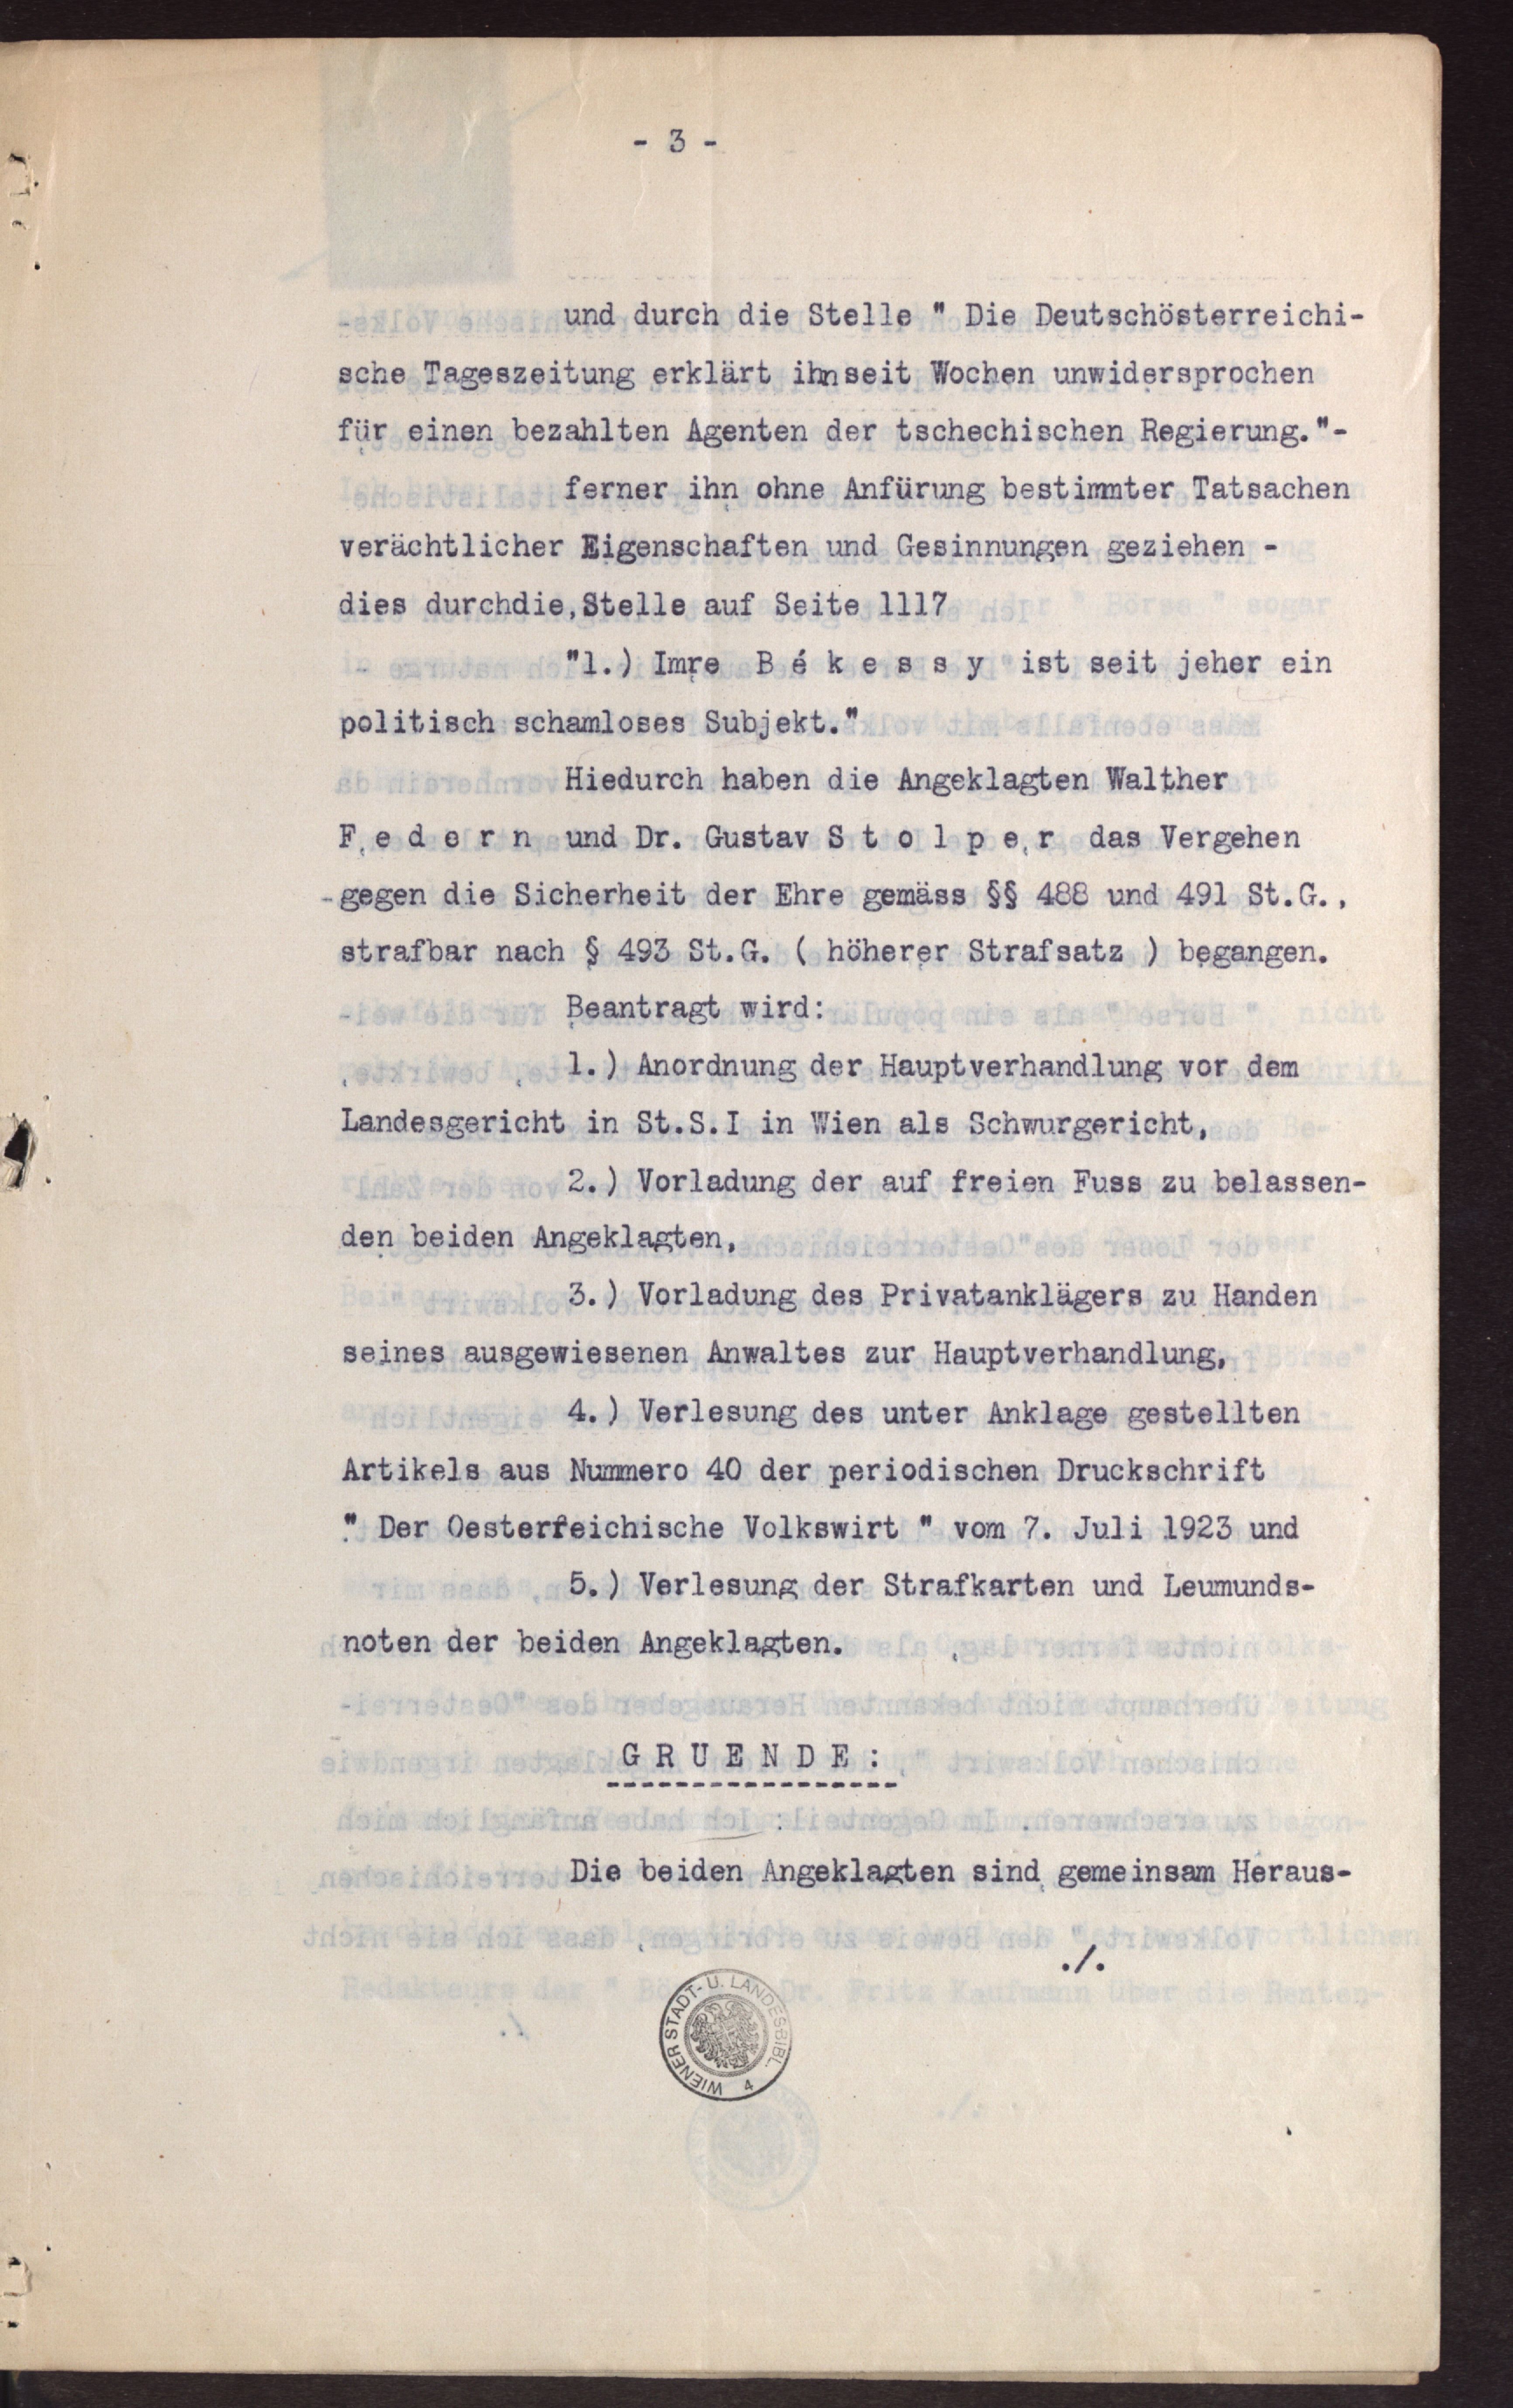 - 3 -
und durch die Stelle " Die Deutschösterreichi-
sche Tageszeitung erklärt ihn seit Wochen unwidersprochen
für einen bezahlten Agenten der tschechischen Regierung."-
ferner ihn ohne Anfürung bestimmter Tatsachen
verächtlicher Eigenschaften und Gesinnungen geziehen -
dies durchdie,Stelle auf Seite 1117
"1.) Imre B é k e s s y ist seit jeher ein
politisch schamloses Subjekt."
Hiedurch haben die Angeklagten Walther
F e d e r n und Dr. Gustav S t o l p e r das Vergehen
gegen die Sicherheit der Ehre gemäss §§ 488 und 491 St.G.,
strafbar nach § 493 St.G. ( höherer Strafsatz ) begangen.
Beantragt wird:
1.) Anordnung der Hauptverhandlung vor dem
Landesgericht in St.S.I in Wien als Schwurgericht,
2.) Vorladung der auf freien Fuss zu belassen-
den beiden Angeklagten,
3.) Vorladung des Privatanklägers zu Handen
seines ausgewiesenen Anwaltes zur Hauptverhandlung,
4.) Verlesung des unter Anklage gestellten
Artikels aus Nummero 40 der periodischen Druckschrift
" Der Oesterreichische Volkswirt " vom 7. Juli 1923 und
5.) Verlesung der Strafkarten und Leumunds-
noten der beiden Angeklagten.
G R U E N D E :
Die beiden Angeklagten sind gemeinsam Heraus-
./.
WIENER STADT- U. LANDESBIBL. 4